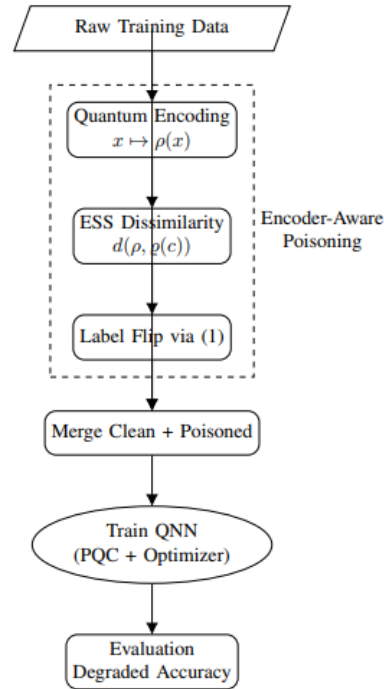 Raw Training Data
Quantum Encoding
x ↦ ρ(x)
ESS Dissimilarity
d(ρ, ϱ(c))
Encoder-Aware
Poisoning
Label Flip via (1)
Merge Clean + Poisoned
Train QNN
(PQC + Optimizer)
Evaluation
Degraded Accuracy